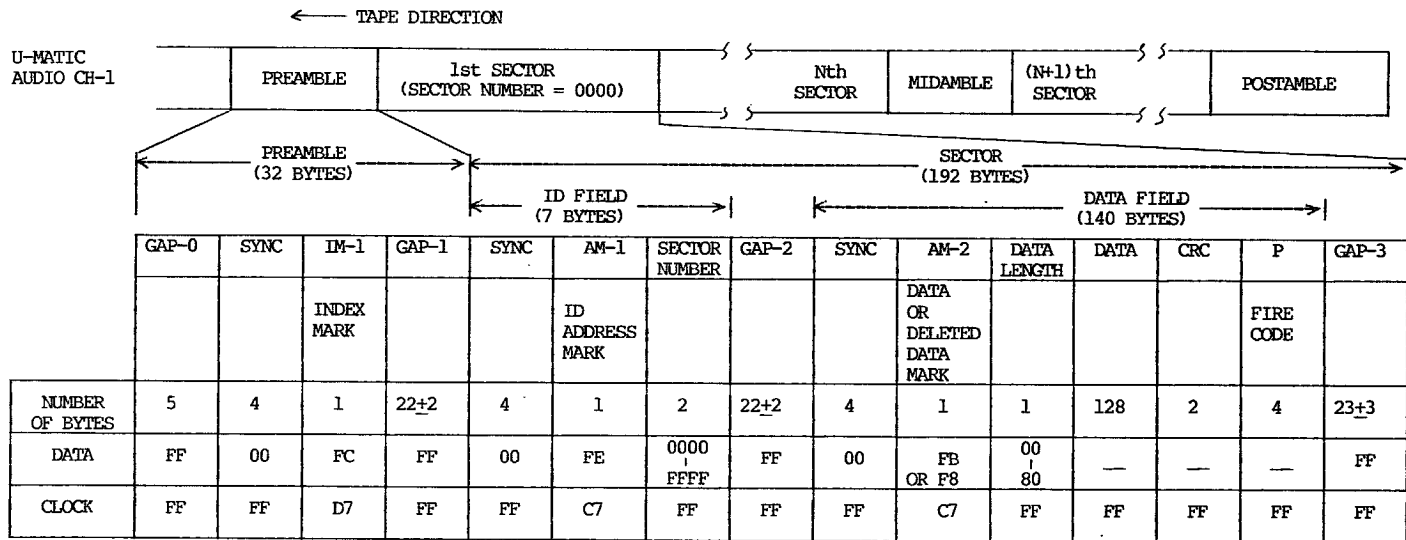 ← TAPE DIRECTION
U-MATIC
AUDIO CH-1
PREAMBLE
1st SECTOR
(SECTOR NUMBER = 0000)
Nth
SECTOR
MIDAMBLE
(N+1)th
SECTOR
POSTAMBLE
PREAMBLE
(32 BYTES)
SECTOR
(192 BYTES)
ID FIELD
(7 BYTES)
DATA FIELD
(140 BYTES)
GAP-0 SYNC IM-1 GAP-1 SYNC AM-1 SECTOR NUMBER GAP-2 SYNC AM-2 DATA LENGTH DATA CRC P GAP-3
INDEX
MARK
ID
ADDRESS
MARK
DATA
OR
DELETED
DATA
MARK
FIRE
CODE
NUMBER OF BYTES 5 4 1 22±2 4 1 2 22±2 4 1 1 128 2 4 23±3
DATA FF 00 FC FF 00 FE 0000 - FFFF FF 00 FB OR F8 00 - 80 — — — FF
CLOCK FF FF D7 FF FF C7 FF FF FF C7 FF FF FF FF FF